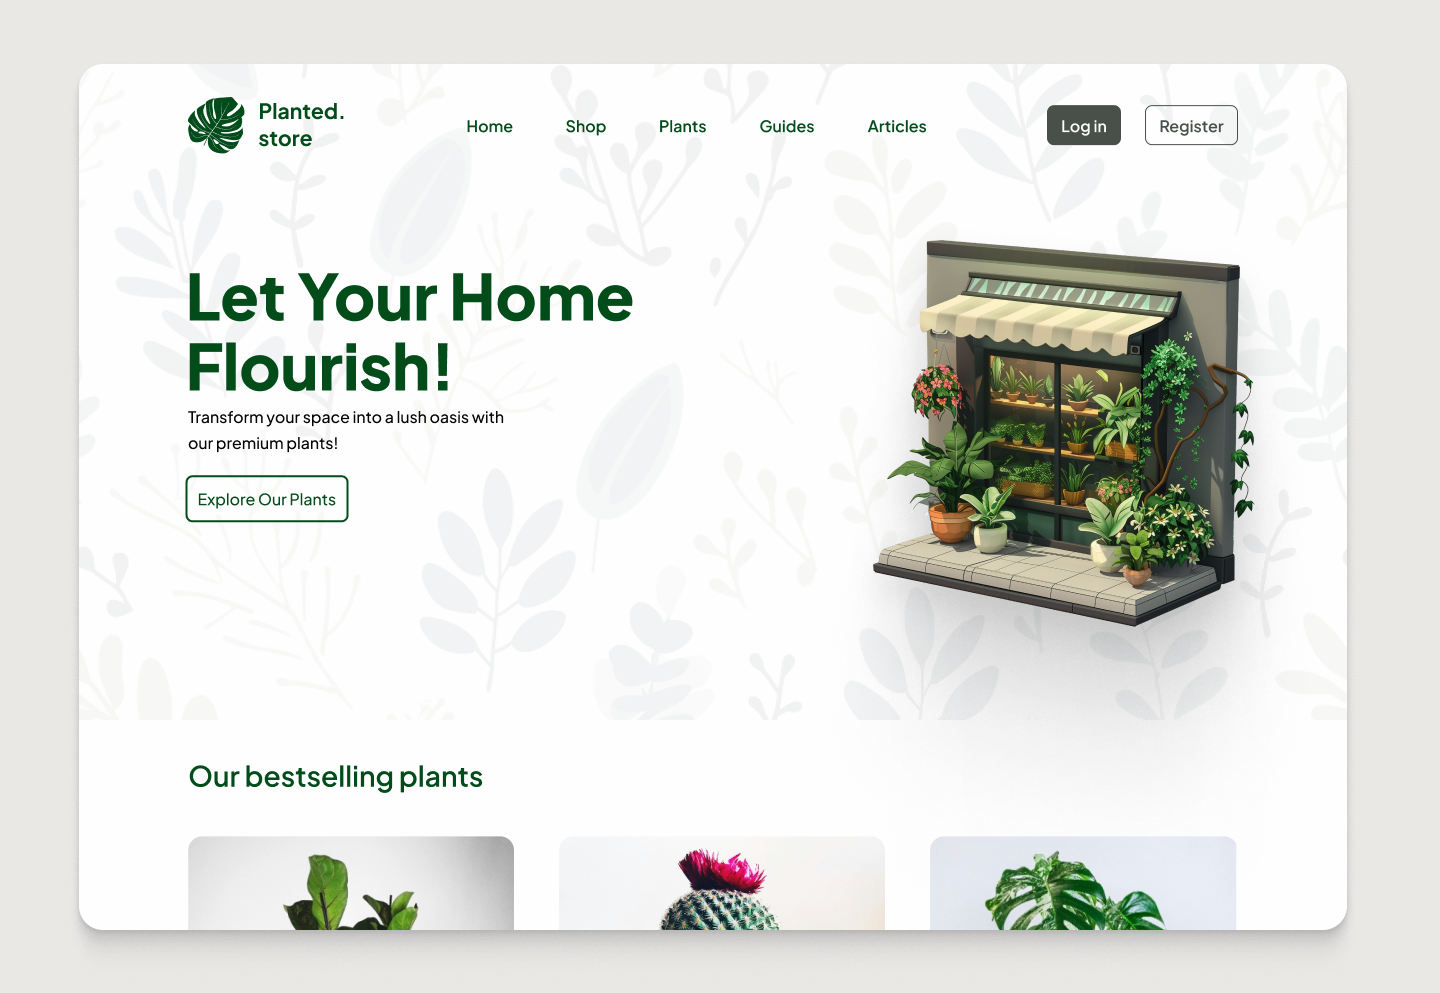 Planted.
store
Home
Shop
Plants
Guides
Articles
Log in
Register
Let Your Home
Flourish!
Transform your space into a lush oasis with
our premium plants!
Explore Our Plants
Our bestselling plants